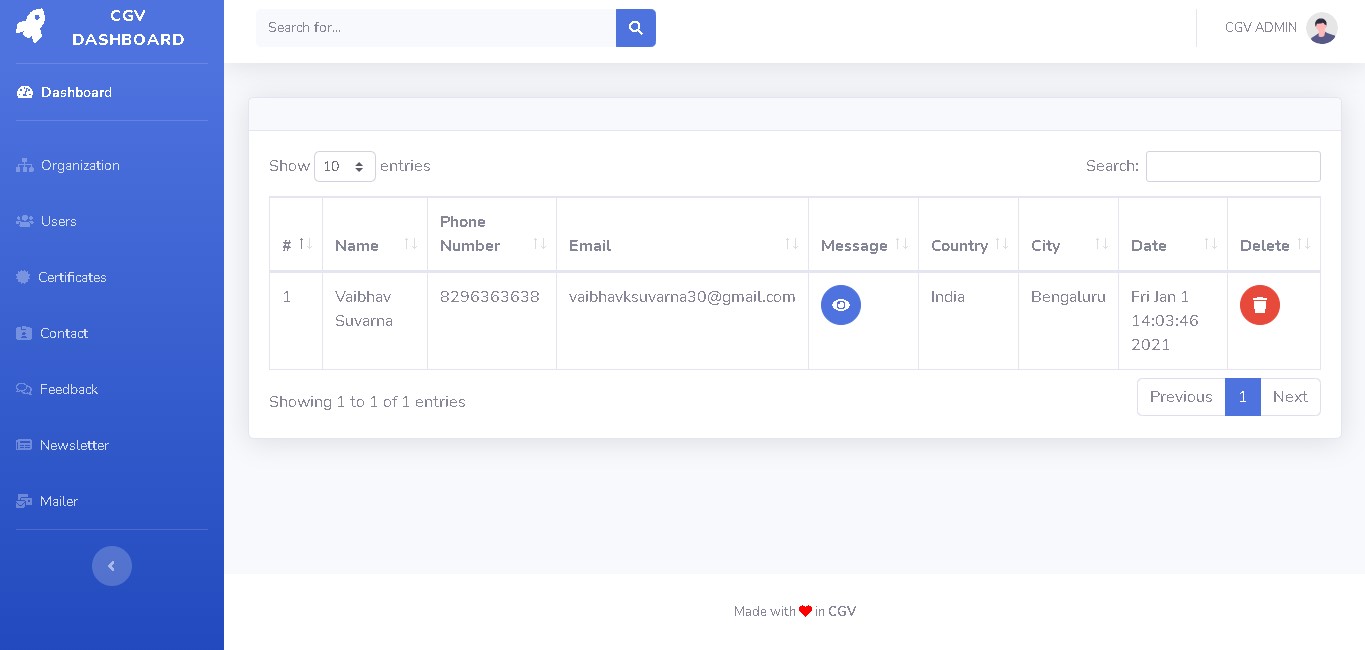 CGV
DASHBOARD
Search for...
CGV ADMIN
Dashboard
Organization
Users
Certificates
Contact
Feedback
Newsletter
Mailer
Show 10 entries
Search:
# Name Phone Number Email Message Country City Date Delete
1 Vaibhav 8296363638 vaibhavksuvarna30@gmail.com India Bengaluru Fri Jan 1
Suvarna 14:03:46
2021
Showing 1 to 1 of 1 entries
Previous 1 Next
Made with in CGV